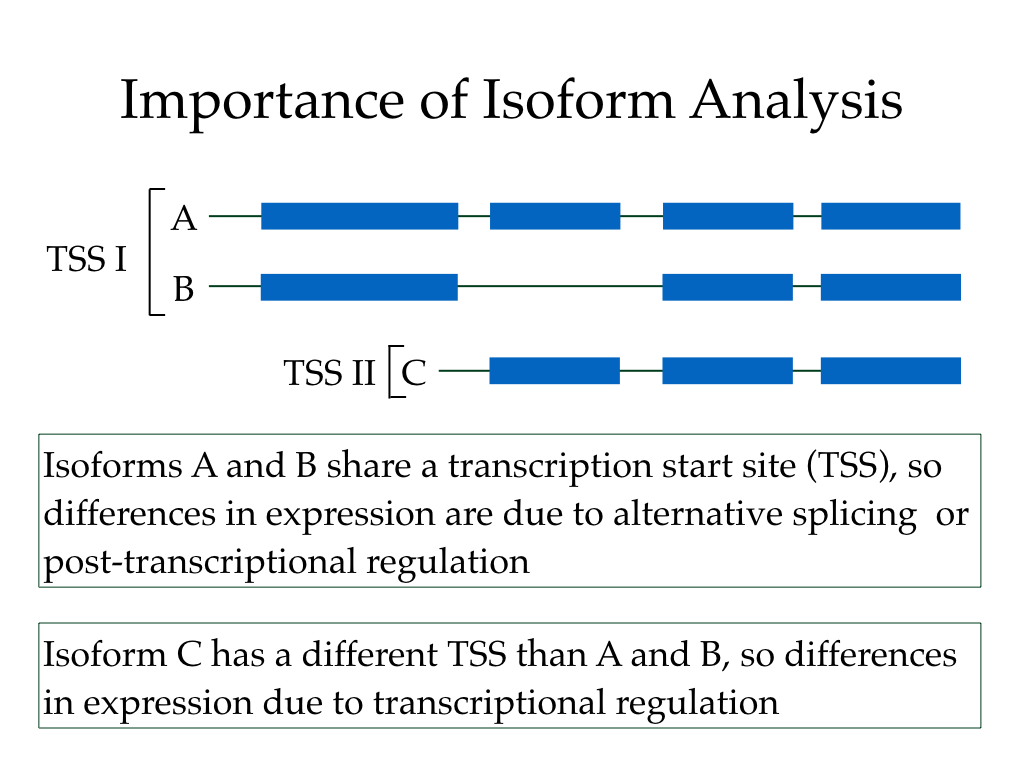 Importance of Isoform Analysis
A
TSS I
B
TSS II
C
Isoforms A and B share a transcription start site (TSS), so
differences in expression are due to alternative splicing  or
post-transcriptional regulation
Isoform C has a different TSS than A and B, so differences
in expression due to transcriptional regulation